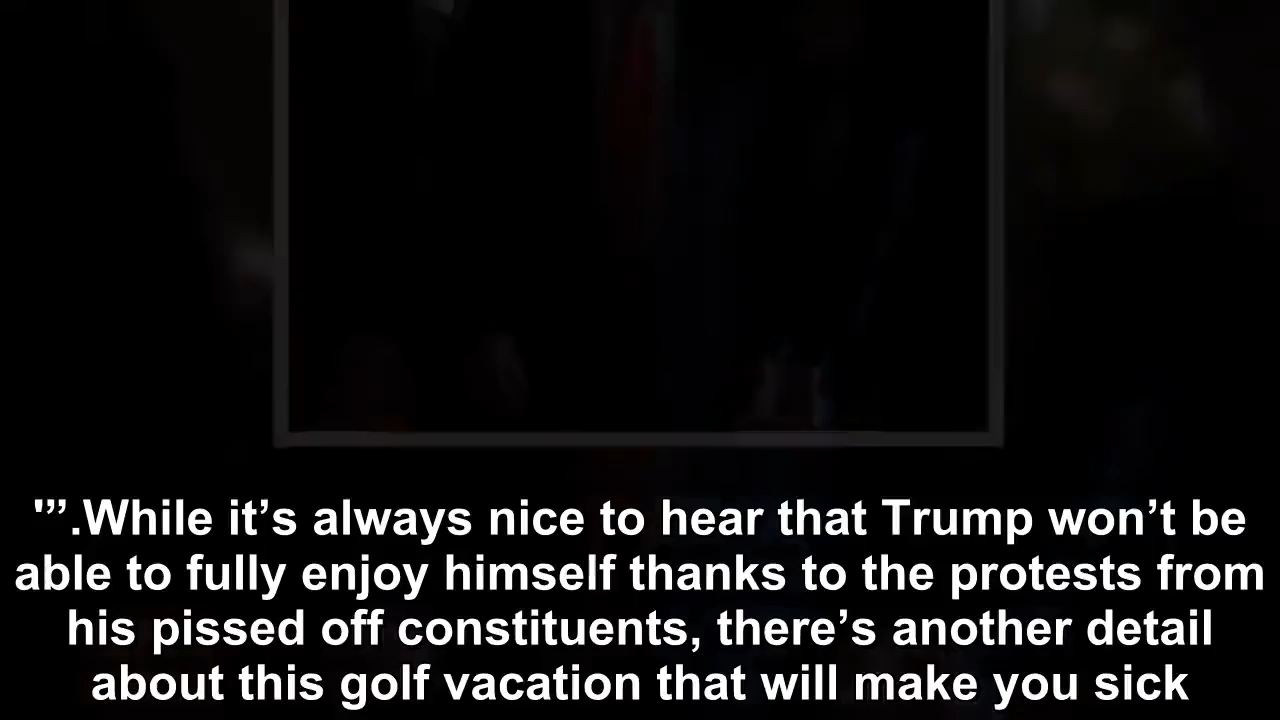 '”.While it’s always nice to hear that Trump won’t be
able to fully enjoy himself thanks to the protests from
his pissed off constituents, there’s another detail
about this golf vacation that will make you sick